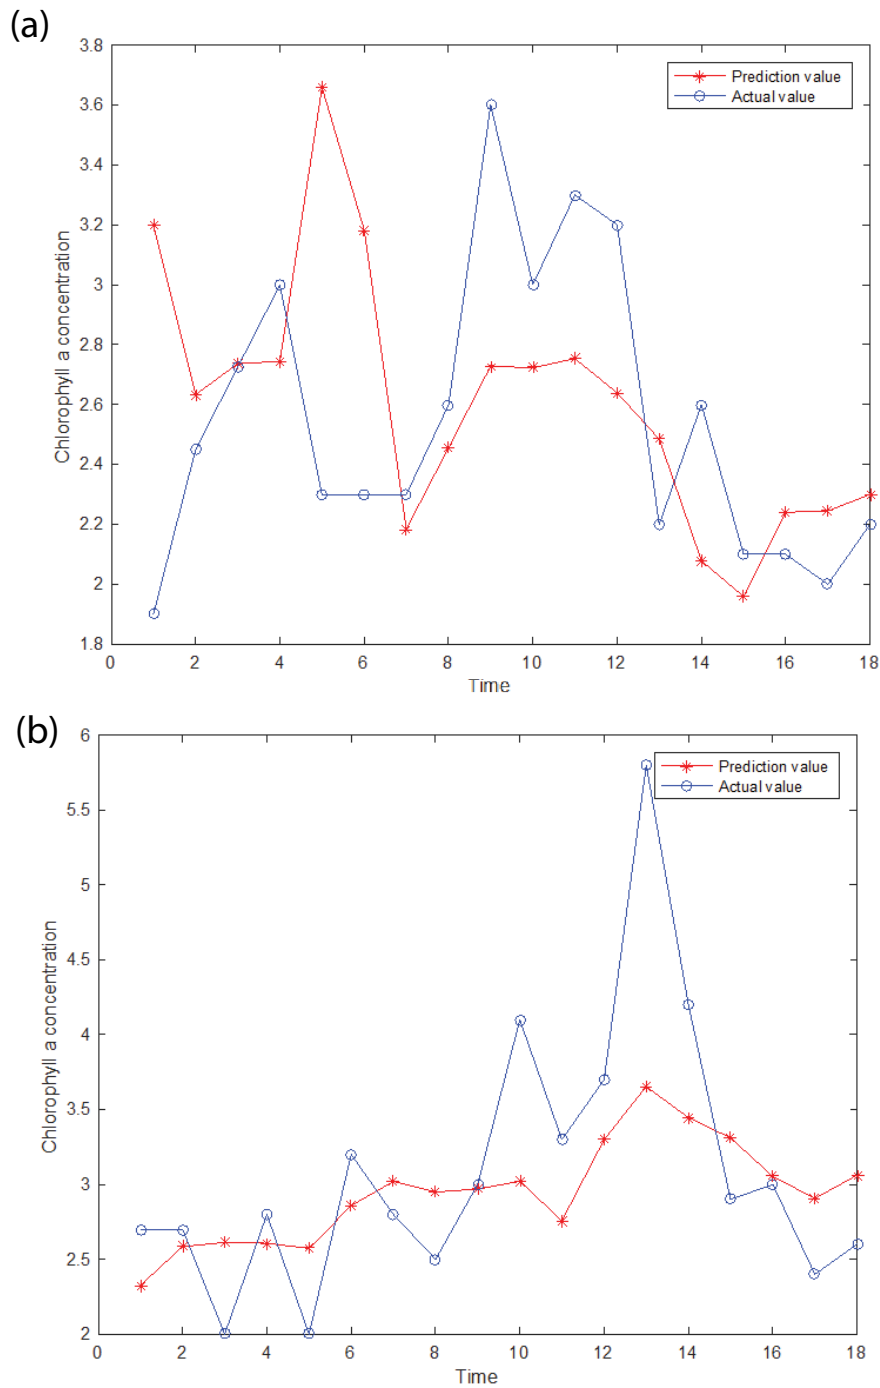 (a)
3.8
3.6
3.4
3.2
3
2.8
2.6
2.4
2.2
2
1.8
Chlorophyll a concentration
Prediction value
Actual value
0 2 4 6 8 10 12 14 16 18
Time
(b)
6
5.5
5
4.5
4
3.5
3
2.5
2
Chlorophyll a concentration
Prediction value
Actual value
0 2 4 6 8 10 12 14 16 18
Time